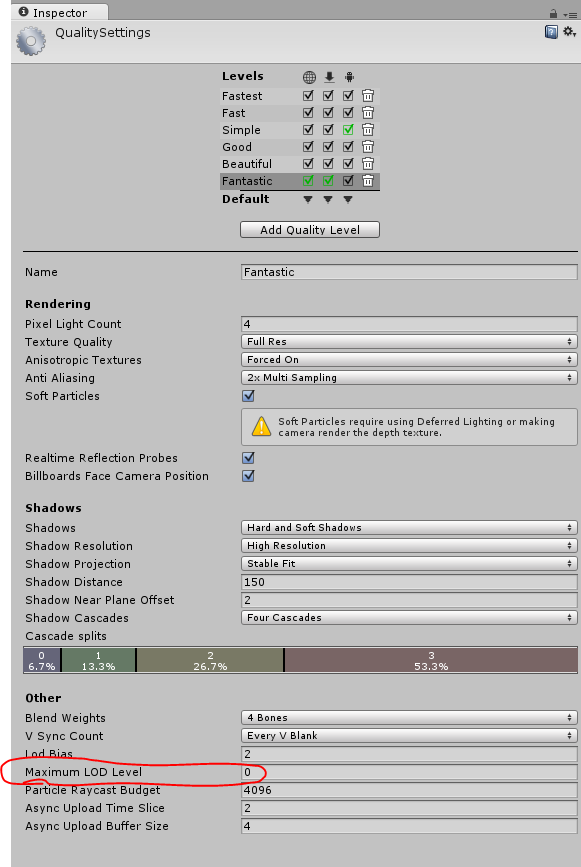 Inspector
QualitySettings
Levels
Fastest
Fast
Simple
Good
Beautiful
Fantastic
Default
Add Quality Level
Name Fantastic
Rendering
Pixel Light Count 4
Texture Quality Full Res
Anisotropic Textures Forced On
Anti Aliasing 2x Multi Sampling
Soft Particles
Soft Particles require using Deferred Lighting or making
camera render the depth texture.
Realtime Reflection Probes
Billboards Face Camera Position
Shadows
Shadows Hard and Soft Shadows
Shadow Resolution High Resolution
Shadow Projection Stable Fit
Shadow Distance 150
Shadow Near Plane Offset 2
Shadow Cascades Four Cascades
Cascade splits
0 1 2 3
6.7% 13.3% 26.7% 53.3%
Other
Blend Weights 4 Bones
V Sync Count Every V Blank
Lod Bias 2
Maximum LOD Level 0
Particle Raycast Budget 4096
Async Upload Time Slice 2
Async Upload Buffer Size 4